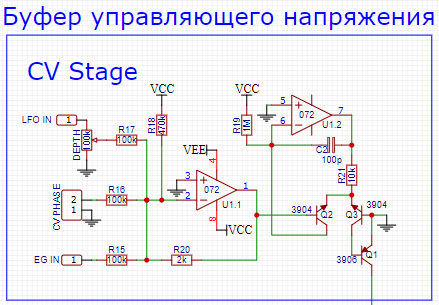 Буфер управляющего напряжения
CV Stage
VCC
VCC
LFO IN 1
DEPTH
100k
R17
100k
R18
470k
R19
1M
5
6
072
7
U1.2
C2
100p
VEE
4
3
2
072
1
U1.1
8
VCC
R21
10k
CV PHASE
2
1
R16
100k
3904
Q2
Q3
3904
EG IN 1
R15
100k
R20
2k
3906
Q1